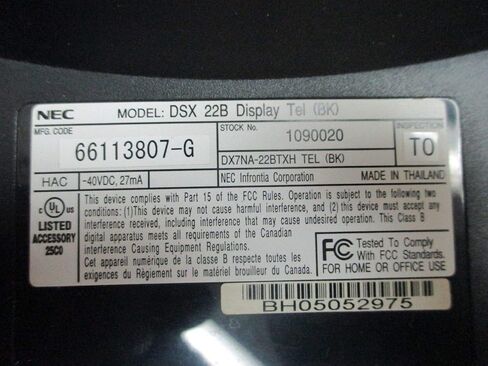 NEC MODEL: DSX 22B Display Tel (BK)
MFG. CODE STOCK NO. INSPECTION
66113807-G 1090020 TO
DX7NA-22BTXH TEL (BK)
HAC -40VDC, 27mA NEC Infrontia Corporation MADE IN THAILAND
This device complies with Part 15 of the FCC Rules. Operation is subject to the following two
conditions: (1)This device may not cause harmful interference, and (2) this device must accept
any interference received, including interference that may cause undesired operation. This Class B
digital apparatus meets all requirements of the Canadian
Interference Causing Equipment Regulations.
Cet appareil numérique de la classe B respecte toutes les
exigences du Règlement sur le matériel brouilleur du Canada.
c UL US
LISTED
ACCESSORY
25C0
FC Tested To Comply
With FCC Standards.
FOR HOME OR OFFICE USE
BH05052975